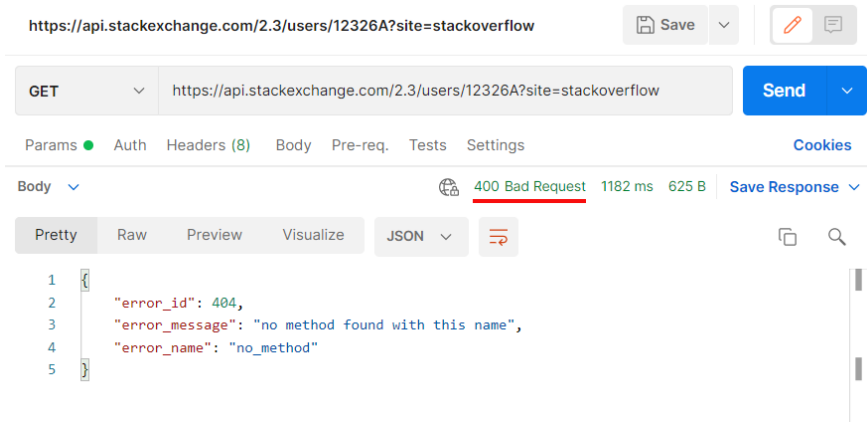 https://api.stackexchange.com/2.3/users/12326A?site=stackoverflow Save
GET https://api.stackexchange.com/2.3/users/12326A?site=stackoverflow Send
Params Auth Headers (8) Body Pre-req. Tests Settings Cookies
Body 400 Bad Request 1182 ms 625 B Save Response
Pretty Raw Preview Visualize JSON
1 {
2 "error_id": 404,
3 "error_message": "no method found with this name",
4 "error_name": "no_method"
5 }